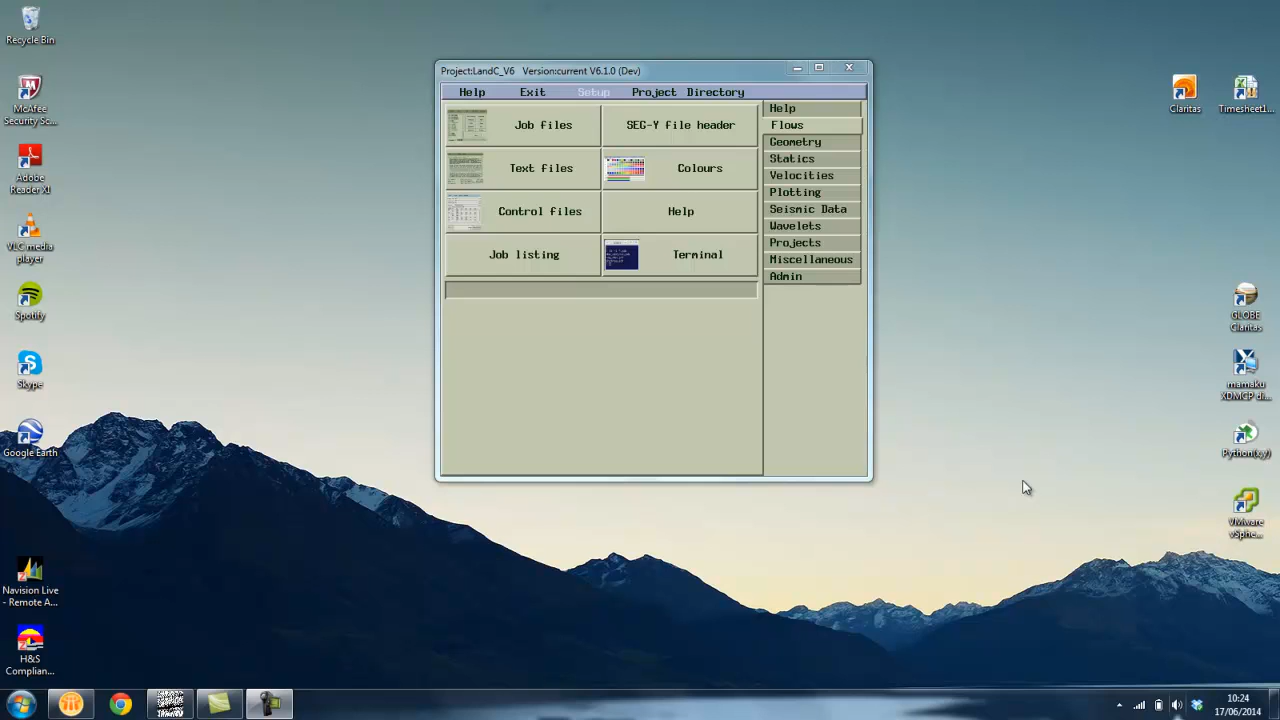 Recycle Bin
McAfee
Security Sc...
Adobe
Reader XI
VLC media
player
Spotify
Skype
Google Earth
Navision Live
- Remote A...
H&S
Complian...
Project:LandC_V6 Version:current V6.1.0 (Dev)
Help Exit Setup Project Directory
Job files
SEG-Y file header
Text files
Colours
Control files
Help
Job listing
Terminal
Help
Flows
Geometry
Statics
Velocities
Plotting
Seismic Data
Wavelets
Projects
Miscellaneous
Admin
Claritas
Timesheet1...
GLOBE
Claritas
mamaku
XDMCP di...
Python(x,y)
VMware
vSphe...
10:24
17/06/2014